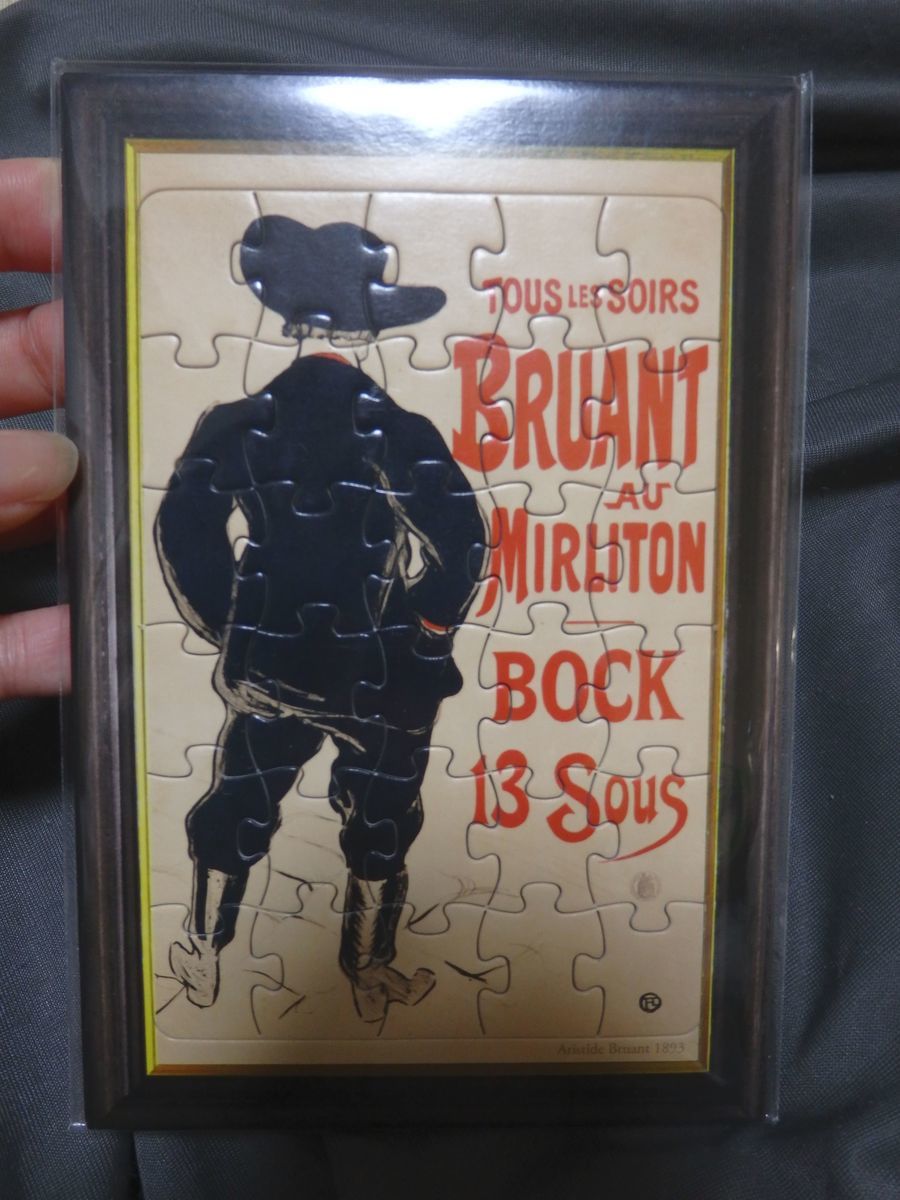 TOUS LES SOIRS
BRUANT
AU
MIRLITON
BOCK
13 Sous
Aristide Bruant 1893